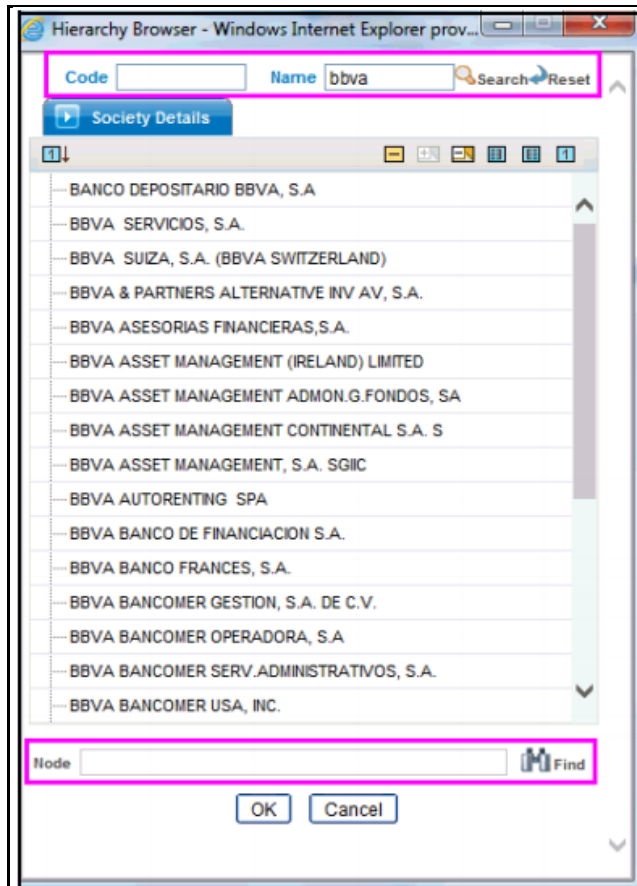 Hierarchy Browser - Windows Internet Explorer prov...
Code Name bbva Search Reset
Society Details
BANCO DEPOSITARIO BBVA, S.A
BBVA SERVICIOS, S.A.
BBVA SUIZA, S.A. (BBVA SWITZERLAND)
BBVA & PARTNERS ALTERNATIVE INV AV, S.A.
BBVA ASESORIAS FINANCIERAS,S.A.
BBVA ASSET MANAGEMENT (IRELAND) LIMITED
BBVA ASSET MANAGEMENT ADMON.G.FONDOS, SA
BBVA ASSET MANAGEMENT CONTINENTAL S.A. S
BBVA ASSET MANAGEMENT, S.A. SGIIC
BBVA AUTORENTING SPA
BBVA BANCO DE FINANCIACION S.A.
BBVA BANCO FRANCES, S.A.
BBVA BANCOMER GESTION, S.A. DE C.V.
BBVA BANCOMER OPERADORA, S.A
BBVA BANCOMER SERV.ADMINISTRATIVOS, S.A.
BBVA BANCOMER USA, INC.
Node Find
OK Cancel